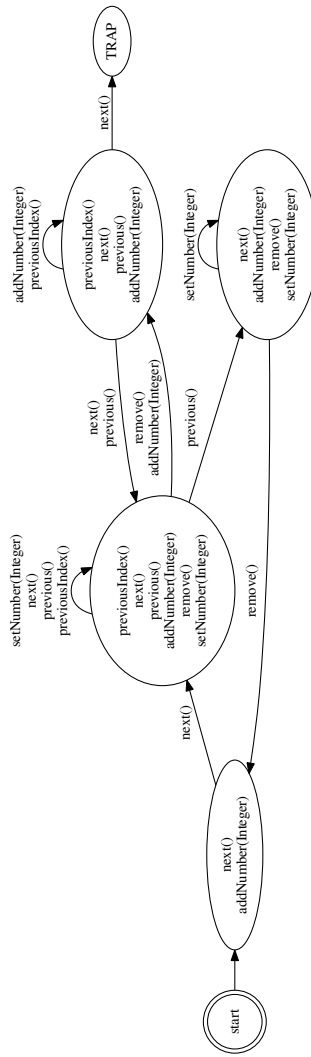 start
next()
addNumber(Integer)
next()
setNumber(Integer)
next()
previous()
previousIndex()
previousIndex()
next()
previous()
addNumber(Integer)
remove()
setNumber(Integer)
next()
previous()
remove()
addNumber(Integer)
previous()
remove()
addNumber(Integer)
previousIndex()
previousIndex()
next()
previous()
addNumber(Integer)
setNumber(Integer)
next()
addNumber(Integer)
remove()
setNumber(Integer)
next()
TRAP